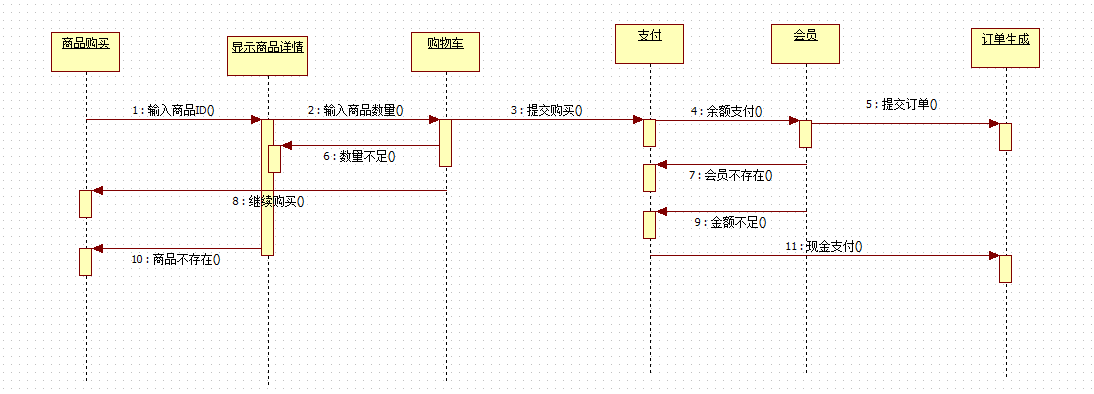 商品购买
显示商品详情
购物车
支付
会员
订单生成
1 : 输入商品ID()
2 : 输入商品数量()
3 : 提交购买()
4 : 余额支付()
5 : 提交订单()
6 : 数量不足()
7 : 会员不存在()
8 : 继续购买()
9 : 金额不足()
10 : 商品不存在()
11 : 现金支付()